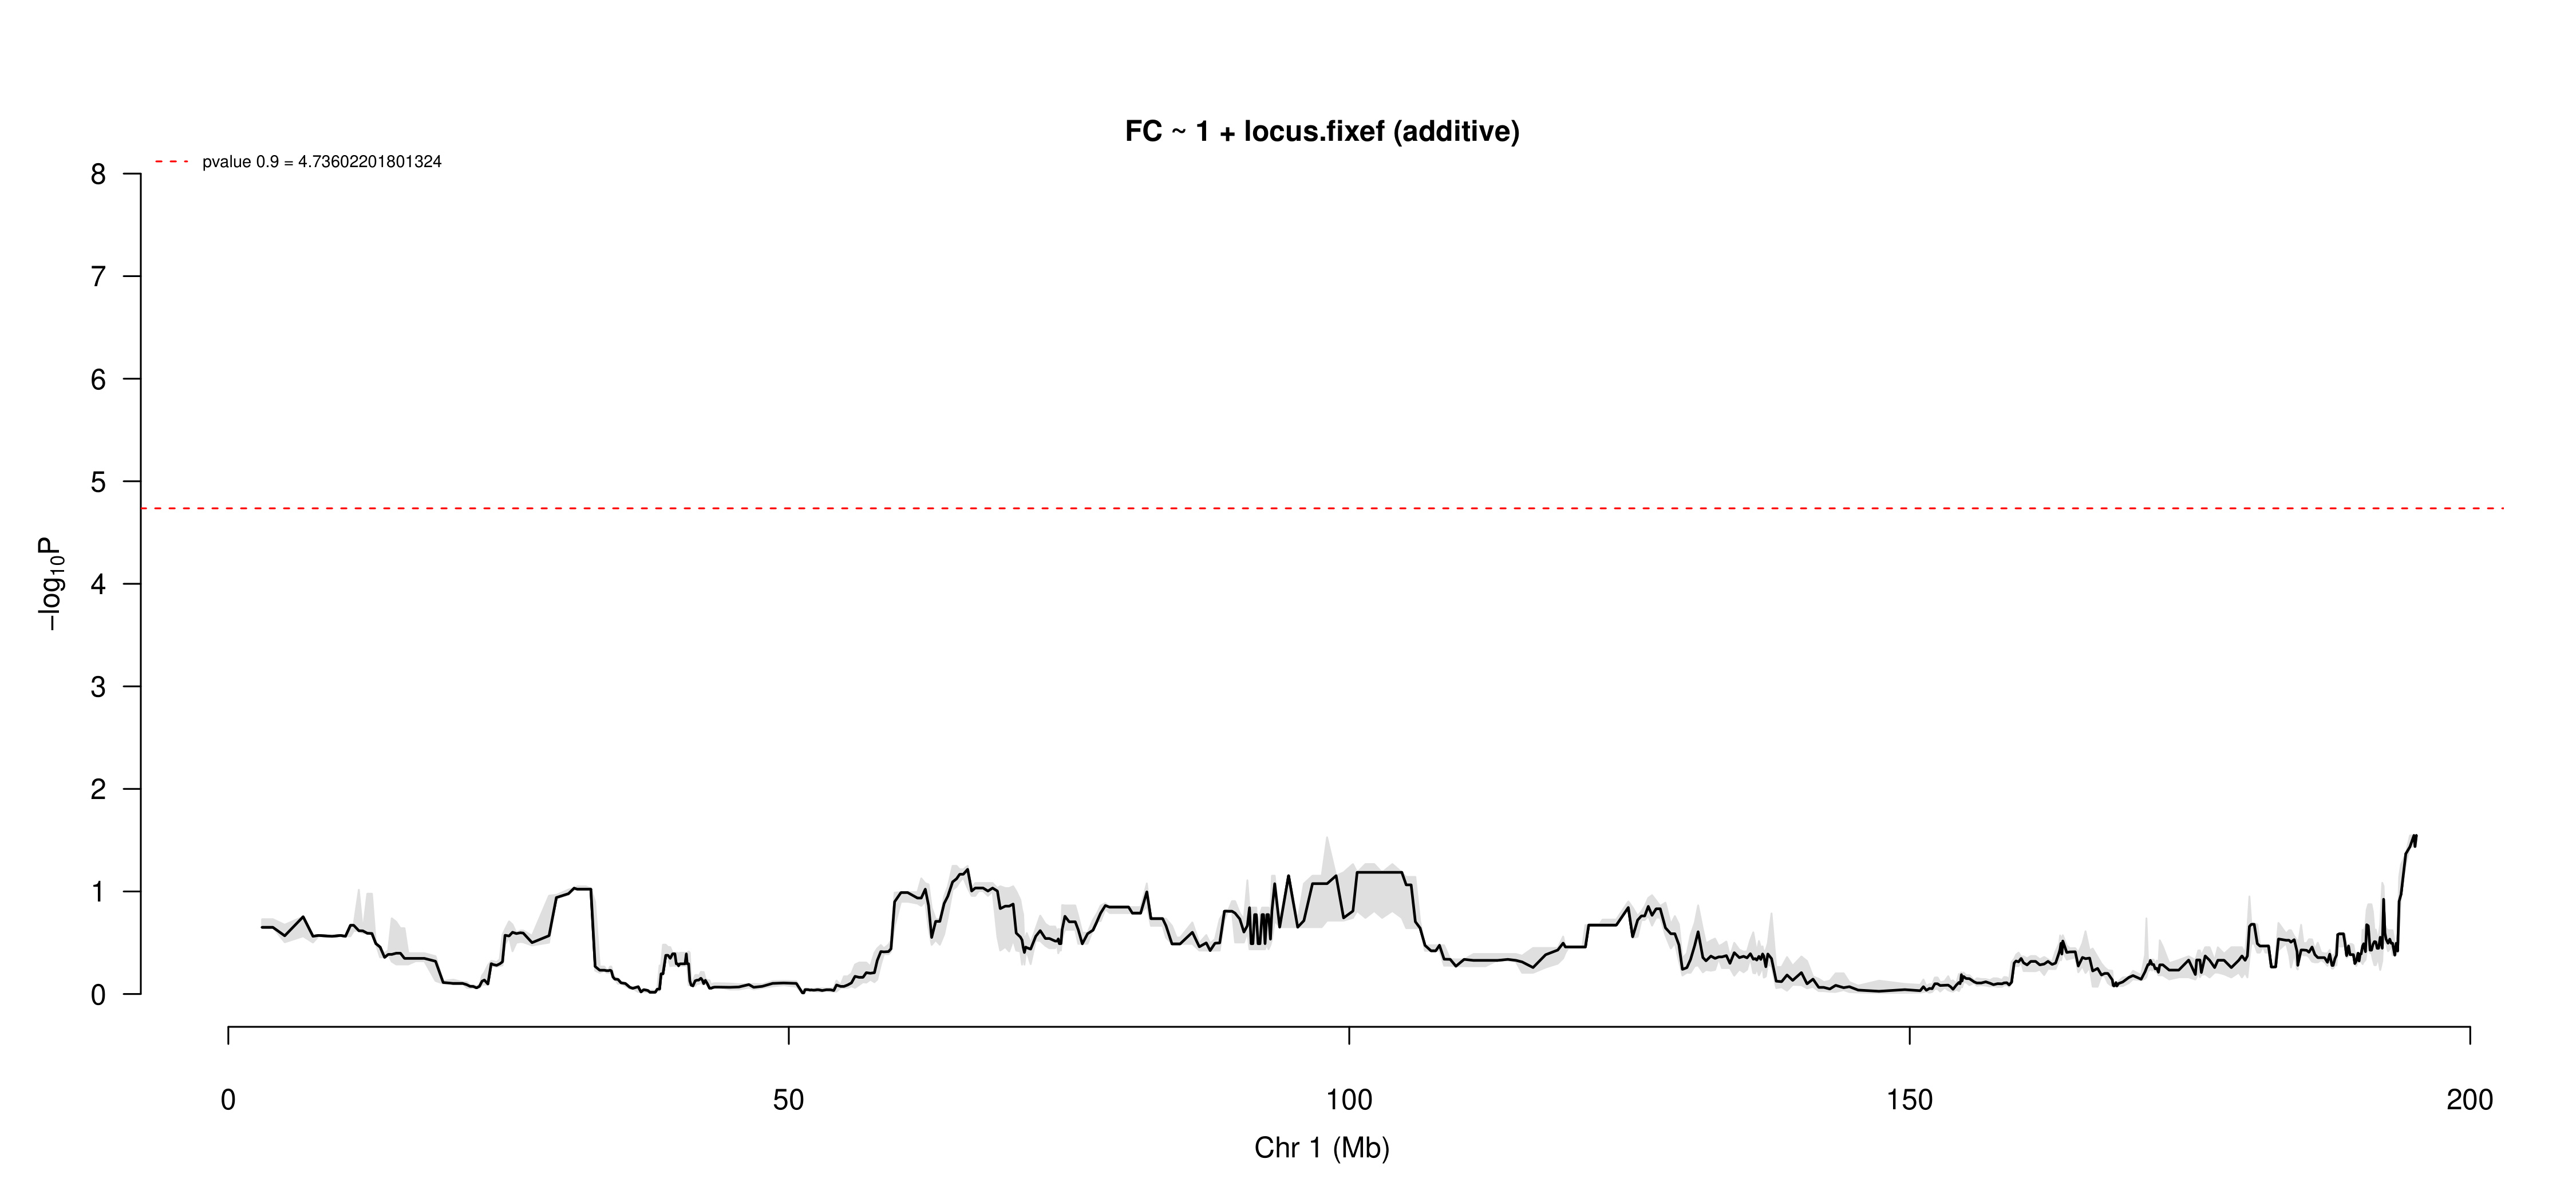 FC ~ 1 + locus.fixef (additive)
pvalue 0.9 = 4.73602201801324
8
7
6
5
4
3
2
1
0
−log10P
0 50 100 150 200
Chr 1 (Mb)